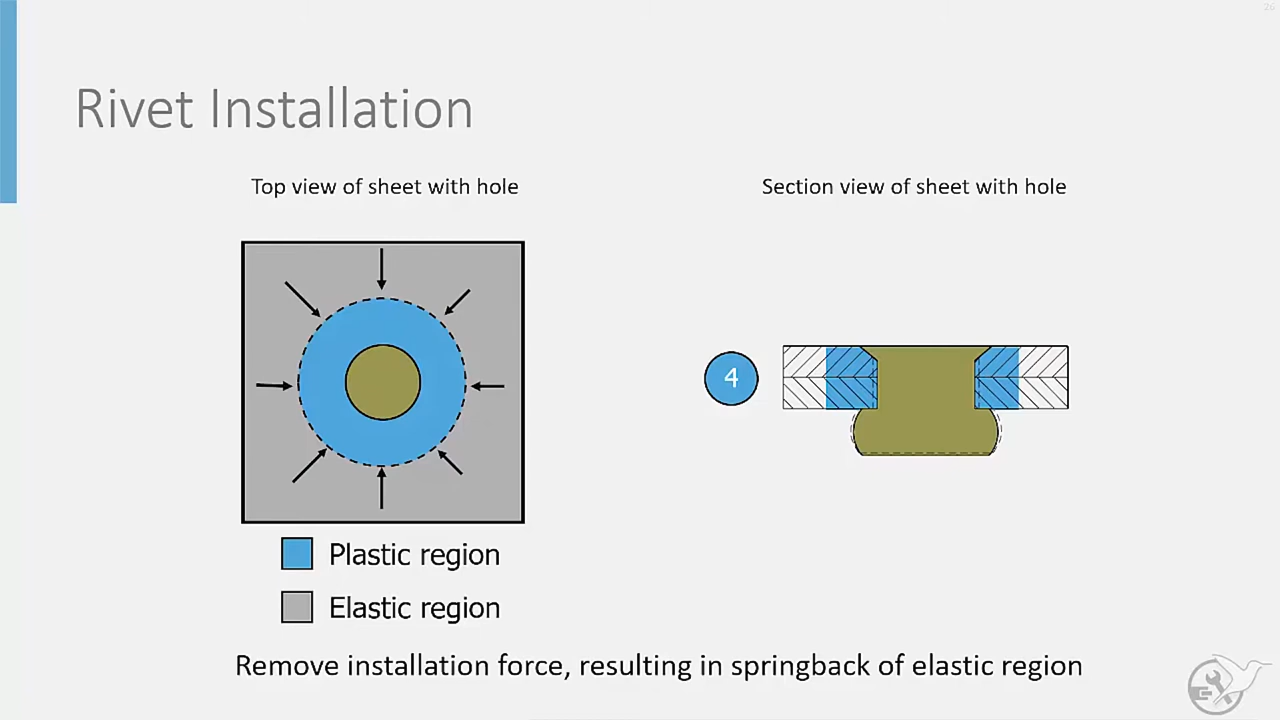 26
Rivet Installation
Top view of sheet with hole
Section view of sheet with hole
4
Plastic region
Elastic region
Remove installation force, resulting in springback of elastic region